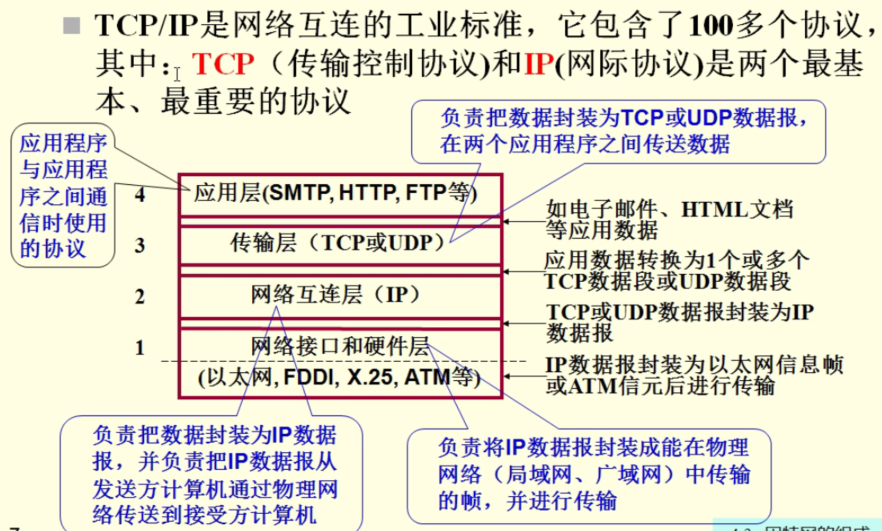 TCP/IP是网络互连的工业标准，它包含了100多个协议，
其中：TCP（传输控制协议)和IP(网际协议)是两个最基
本、最重要的协议
负责把数据封装为TCP或UDP数据报，
在两个应用程序之间传送数据
应用程序
与应用程
序之间通
信时使用
的协议
4
应用层(SMTP, HTTP, FTP等)
如电子邮件、HTML文档
等应用数据
3
传输层（TCP或UDP）
应用数据转换为1个或多个
TCP数据段或UDP数据段
2
网络互连层（IP）
TCP或UDP数据报封装为IP
数据报
1
网络接口和硬件层
(以太网, FDDI, X.25, ATM等)
IP数据报封装为以太网信息帧
或ATM信元后进行传输
负责把数据封装为IP数据
报，并负责把IP数据报从
发送方计算机通过物理网
络传送到接受方计算机
负责将IP数据报封装成能在物理
网络（局域网、广域网）中传输
的帧，并进行传输